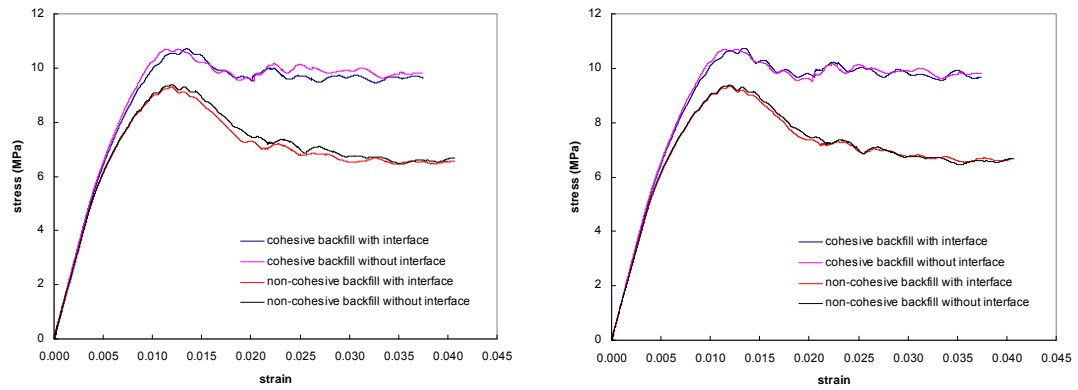 12
10
8
6
4
2
0
stress (MPa)
cohesive backfill with interface
cohesive backfill without interface
non-cohesive backfill with interface
non-cohesive backfill without interface
0.000 0.005 0.010 0.015 0.020 0.025 0.030 0.035 0.040 0.045
strain
12
10
8
6
4
2
0
stress (MPa)
cohesive backfill with interface
cohesive backfill without interface
non-cohesive backfill with interface
non-cohesive backfill without interface
0.000 0.005 0.010 0.015 0.020 0.025 0.030 0.035 0.040 0.045
strain